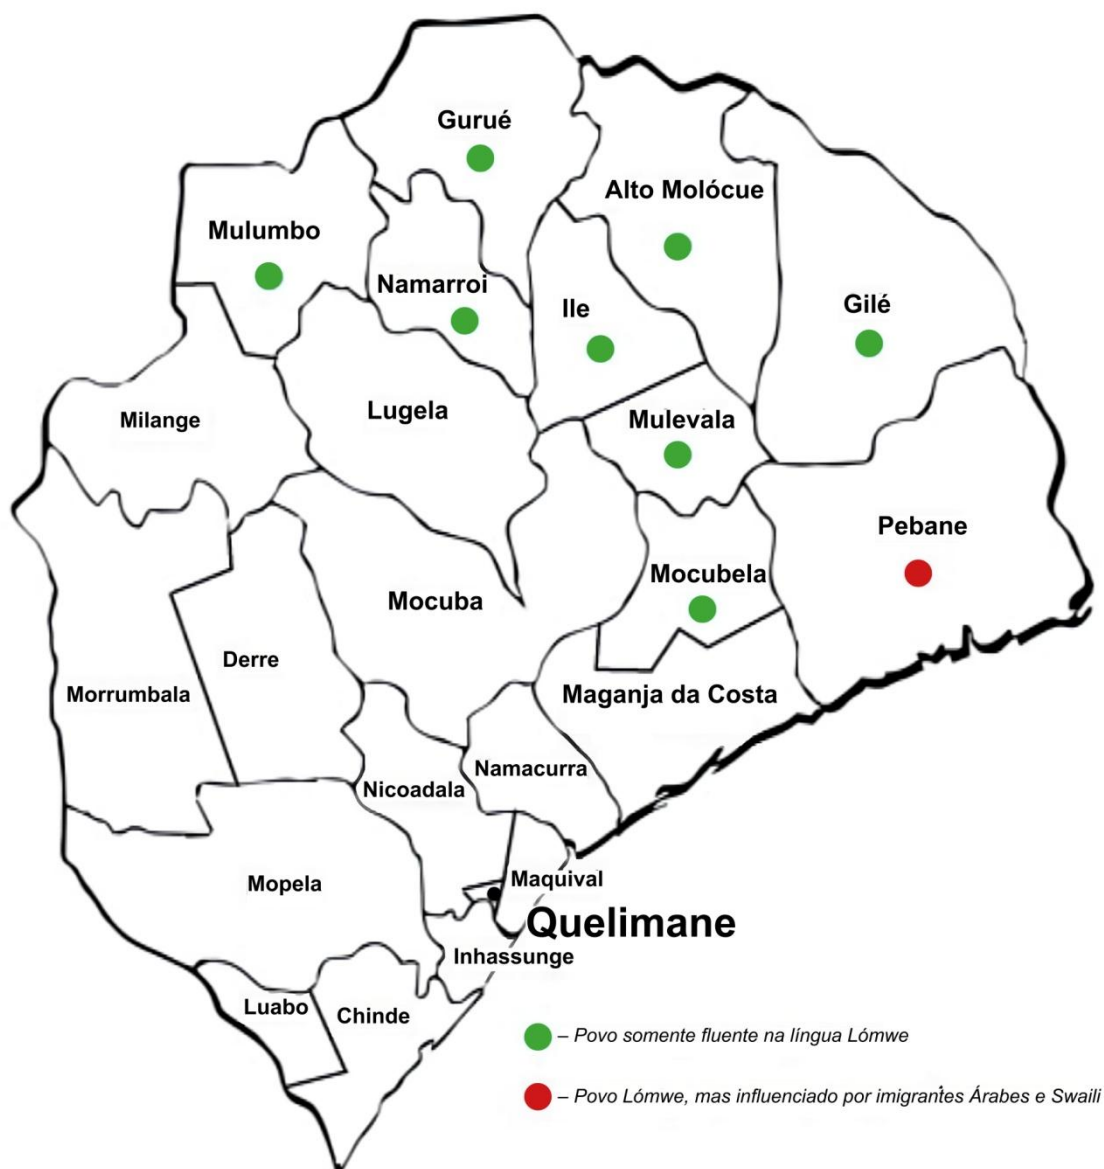 Gurué
Alto Molócue
Mulumbo
Namarroi
Ile
Gilé
Milange
Lugela
Mulevala
Pebane
Mocubela
Mocuba
Derre
Morrumbala
Maganja da Costa
Namacurra
Nicoadala
Mopela
Maquival
Quelimane
Inhassunge
Luabo
Chinde
– Povo somente fluente na língua Lómwe
– Povo Lómwe, mas influenciado por imigrantes Árabes e Swaili